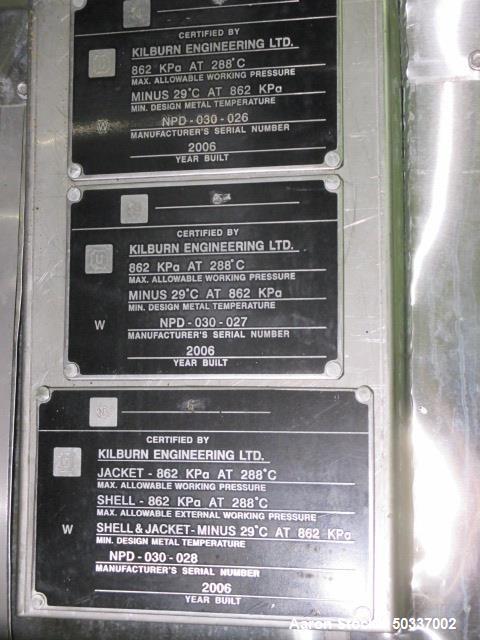 CERTIFIED BY
KILBURN ENGINEERING LTD.
862 KPa AT 288°C
MAX. ALLOWABLE WORKING PRESSURE
MINUS 29°C AT 862 KPa
MIN. DESIGN METAL TEMPERATURE
NPD-030-026
W
MANUFACTURER'S SERIAL NUMBER
2006
YEAR BUILT
CERTIFIED BY
KILBURN ENGINEERING LTD.
U
862 KPa AT 288°C
MAX. ALLOWABLE WORKING PRESSURE
MINUS 29°C AT 862 KPa
MIN. DESIGN METAL TEMPERATURE
W
NPD-030-027
MANUFACTURER'S SERIAL NUMBER
2006
YEAR BUILT
G
CERTIFIED BY
KILBURN ENGINEERING LTD.
U
JACKET - 862 KPa AT 288°C
MAX. ALLOWABLE WORKING PRESSURE
SHELL - 862 KPa AT 288°C
MAX. ALLOWABLE EXTERNAL WORKING PRESSURE
W
SHELL & JACKET-MINUS 29°C AT 862 KPa
MIN. DESIGN METAL TEMPERATURE
NPD-030-028
MANUFACTURER'S SERIAL NUMBER
2006
YEAR BUILT
Aaron Stock# 50337002